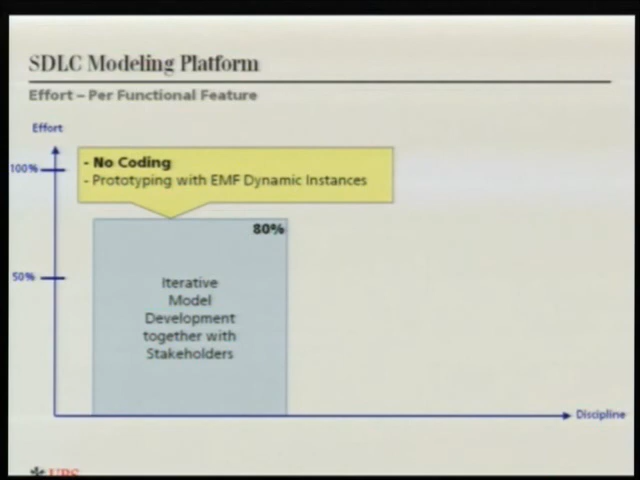 SDLC Modeling Platform
Effort – Per Functional Feature
Effort
100%
- No Coding
- Prototyping with EMF Dynamic Instances
80%
50%
Iterative
Model
Development
together with
Stakeholders
Discipline
UBS